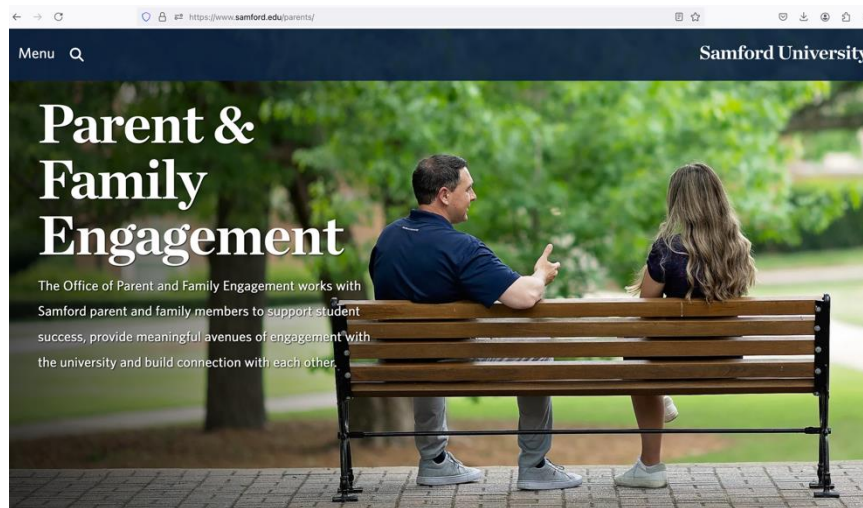 https://www.samford.edu/parents/
Menu
Samford University
Parent &
Family
Engagement
The Office of Parent and Family Engagement works with
Samford parent and family members to support student
success, provide meaningful avenues of engagement with
the university and build connection with each other.